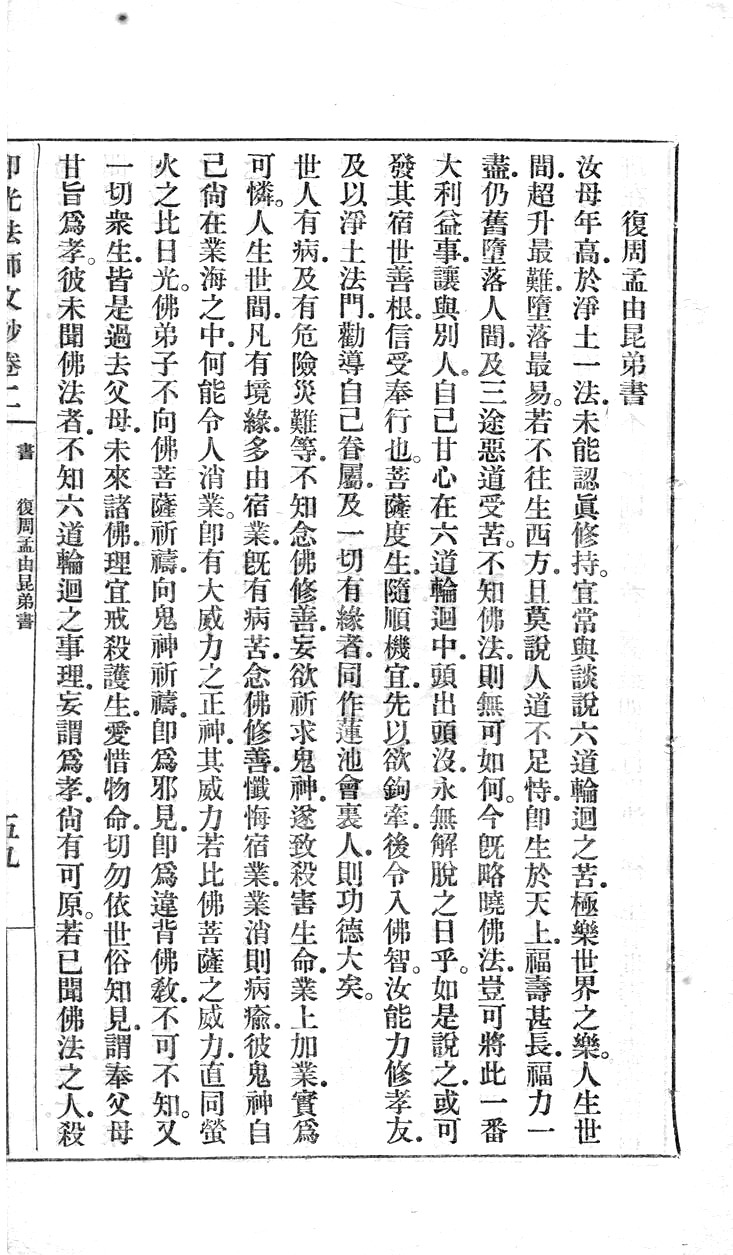 復周孟由昆弟書
汝母年高。於淨土一法。未能認眞修持。宜常與談說六道輪迴之苦。極樂世界之樂。人生世
間。超升最難。墮落最易。若不往生西方。且莫說人道不足恃。卽生於天上。福壽甚長。福力一
盡。仍舊墮落人間。及三途惡道受苦。不知佛法。則無可如何。今旣略曉佛法。豈可將此一番
大利益事。讓與別人。自己甘心在六道輪迴中。頭出頭沒。永無解脫之日乎。如是說之。或可
發其宿世善根。信受奉行也。菩薩度生。隨順機宜。先以欲鉤牽。後令入佛智。汝能力修孝友。
及以淨土法門。勸導自己眷屬。及一切有緣者。同作蓮池會裏人。則功德大矣。
世人有病。及有危險災難等。不知念佛修善。妄欲祈求鬼神。遂致殺害生命。業上加業。實爲
可憐。人生世間。凡有境緣。多由宿業。旣有病苦。念佛修善。懺悔宿業。業消則病瘉。彼鬼神自
己尙在業海之中。何能令人消業。卽有大威力之正神。其威力若比佛菩薩之威力。直同螢
火之比日光。佛弟子不向佛菩薩祈禱。向鬼神祈禱。卽爲邪見。卽爲違背佛敎。不可不知。又
一切衆生。皆是過去父母。未來諸佛。理宜戒殺護生。愛惜物命。切勿依世俗知見。謂奉父母
甘旨爲孝。彼未聞佛法者。不知六道輪迴之事理。妄謂爲孝。尙有可原。若已聞佛法之人。殺
印光法師文鈔卷二 書 復周孟由昆弟書 五九